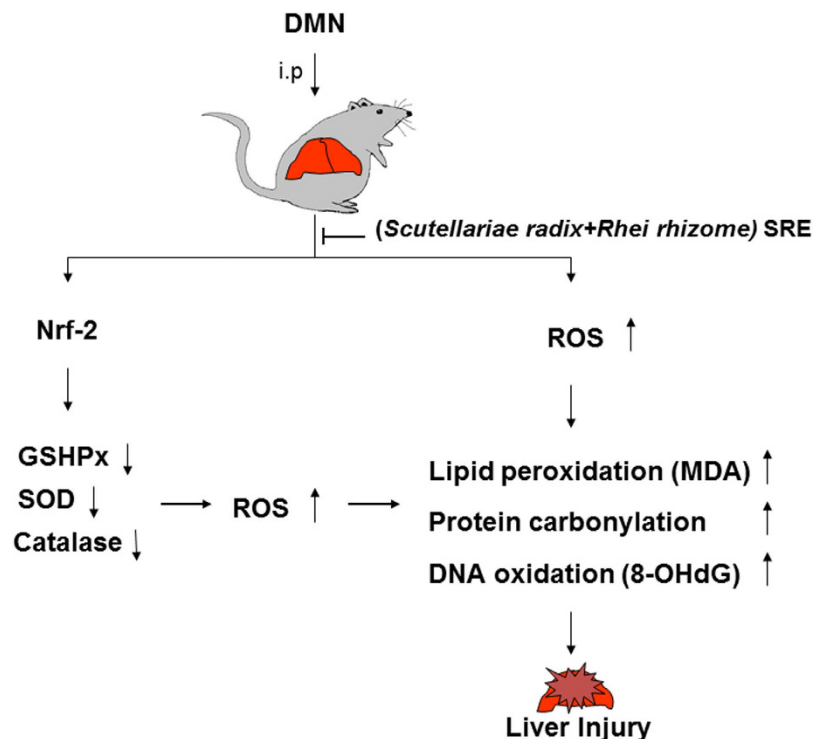 DMN
i.p
(Scutellariae radix+Rhei rhizome) SRE
Nrf-2
ROS
GSHPx
SOD
Catalase
ROS
Lipid peroxidation (MDA)
Protein carbonylation
DNA oxidation (8-OHdG)
Liver Injury